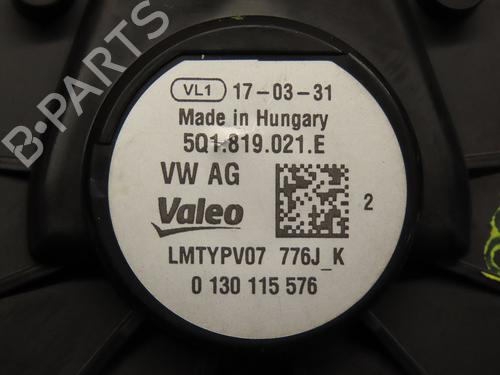 B-PARTS
VL1 17-03-31
Made in Hungary
5Q1.819.021.E
VW AG
Valeo
2
LMTYPV07 776J_K
0 130 115 576